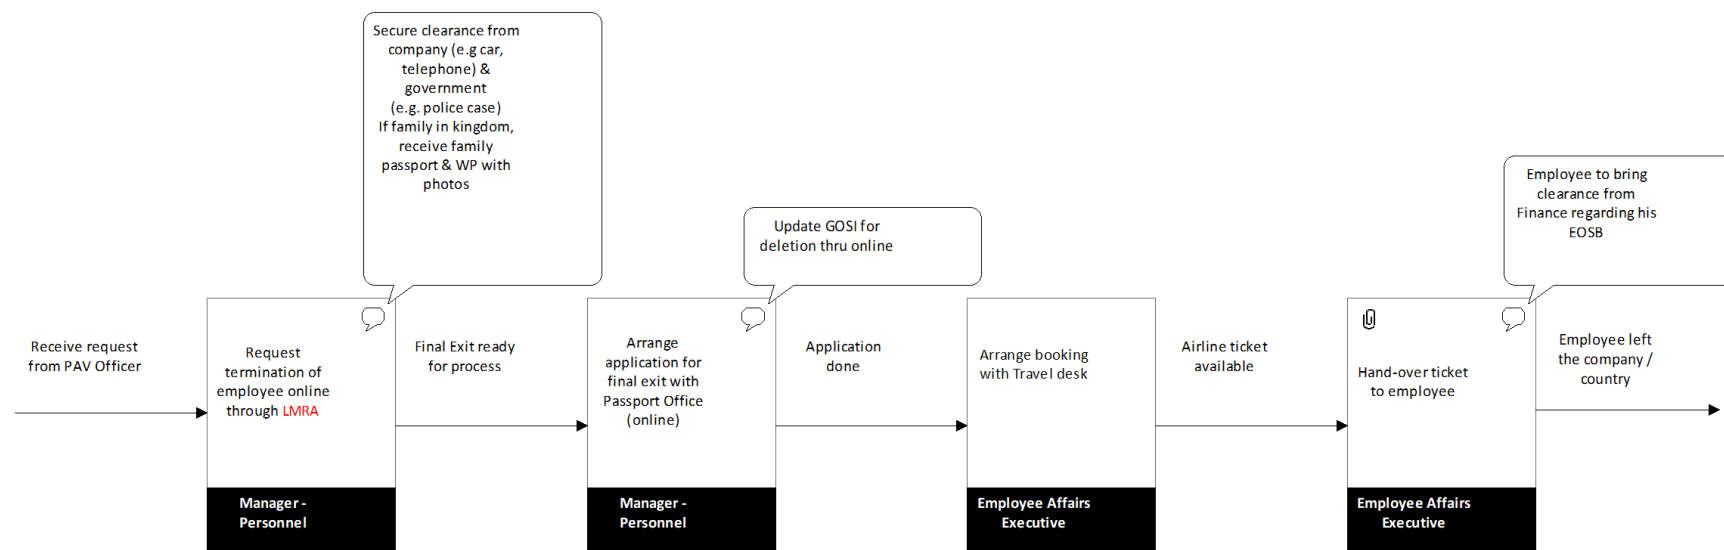 Secure clearance from
company (e.g car,
telephone) &
government
(e.g. police case)
If family in kingdom,
receive family
passport & WP with
photos
Update GOSI for
deletion thru online
Employee to bring
clearance from
Finance regarding his
EOSB
Receive request
from PAV Officer
Request
termination of
employee online
through LMRA
Manager -
Personnel
Final Exit ready
for process
Arrange
application for
final exit with
Passport Office
(online)
Manager -
Personnel
Application
done
Arrange booking
with Travel desk
Employee Affairs
Executive
Airline ticket
available
Hand-over ticket
to employee
Employee Affairs
Executive
Employee left
the company /
country